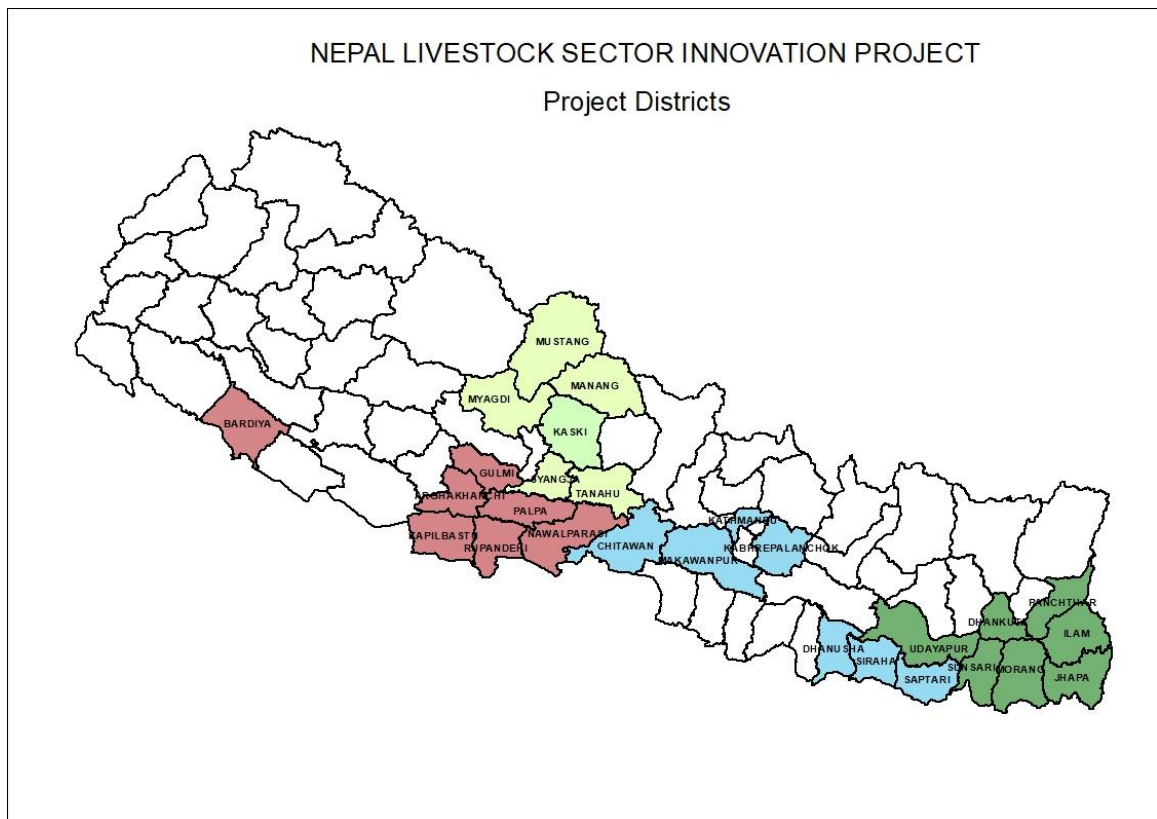 NEPAL LIVESTOCK SECTOR INNOVATION PROJECT
Project Districts
MUSTANG
MANANG
MYAGDI
BARDIYA
KASKI
GULMI
SYANGJA
ARGHAKHANCHI
TANAHU
PALPA
KATHMANDU
KAPILBASTU
NAWALPARASI
RUPANDEHI
CHITAWAN
KABHREPALANCHOK
MAKAWANPUR
PANCHTHAR
DHANKUTA
ILAM
DHANUSHA
UDAYAPUR
SIRAHA
SUNSARI
MORANG
JHAPA
SAPTARI